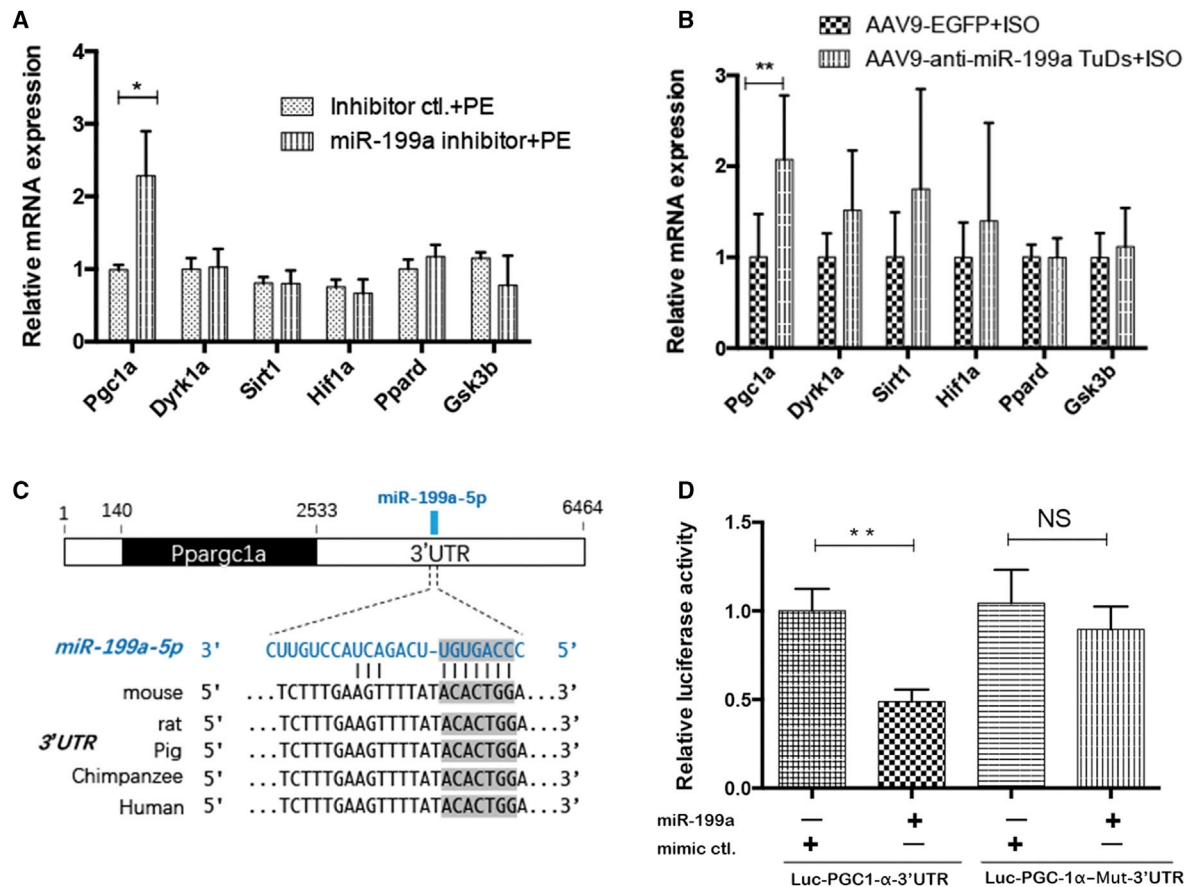 A
Relative mRNA expression
4
3
2
1
0
*
Inhibitor ctl.+PE
miR-199a inhibitor+PE
Pgc1a
Dyrk1a
Sirt1
Hif1a
Ppard
Gsk3b
B
AAV9-EGFP+ISO
AAV9-anti-miR-199a TuDs+ISO
Relative mRNA expression
3
2
1
0
**
Pgc1a
Dyrk1a
Sirt1
Hif1a
Ppard
Gsk3b
C
miR-199a-5p
1 140 2533 6464
Ppargc1a 3'UTR
miR-199a-5p 3' CUUGUCCAUCAGACU-UGUGACCC 5'
mouse 5' ...TCTTTGAAGTTTTATACACTGGA...3'
rat 5' ...TCTTTGAAGTTTTATACACTGGA...3'
3'UTR
Pig 5' ...TCTTTGAAGTTTTATACACTGGA...3'
Chimpanzee 5' ...TCTTTGAAGTTTTATACACTGGA...3'
Human 5' ...TCTTTGAAGTTTTATACACTGGA...3'
D
Relative luciferase activity
1.5
1.0
0.5
0.0
**
NS
miR-199a — + — +
mimic ctl. + — + —
Luc-PGC1-α-3'UTR Luc-PGC-1α-Mut-3'UTR